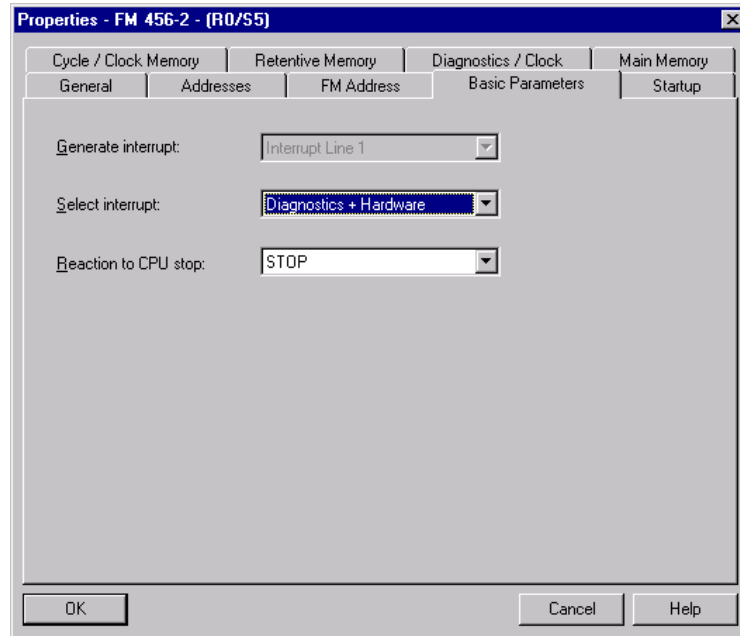 Properties - FM 456-2 - (R0/S5)
Cycle / Clock Memory Retentive Memory Diagnostics / Clock Main Memory
General Addresses FM Address Basic Parameters Startup
Generate interrupt: Interrupt Line 1
Select interrupt: Diagnostics + Hardware
Reaction to CPU stop: STOP
OK Cancel Help